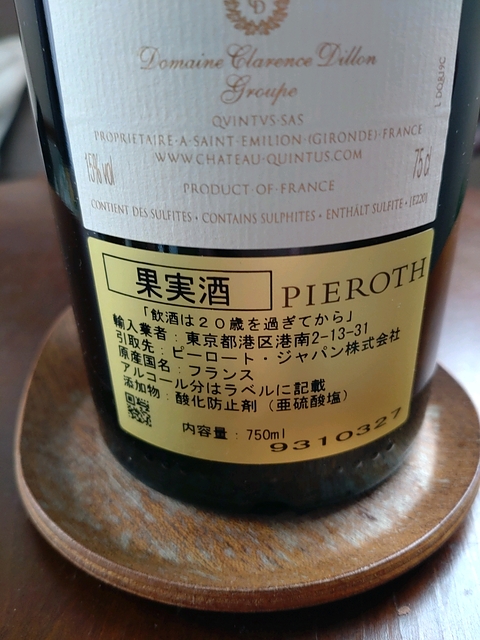 CD
Domaine Clarence Dillon
Groupe
QVINTVS·SAS
PROPRIETAIRE·A·SAINT-EMILION·(GIRONDE)·FRANCE
WWW.CHATEAU-QUINTUS.COM
15% vol
75 cl
PRODUCT·OF·FRANCE
CONTIENT DES SULFITES • CONTAINS SULPHITES • ENTHÄLT SULFITE • (E220)
果実酒 PIEROTH
「飲酒は20歳を過ぎてから」
輸入業者：東京都港区港南2-13-31
引取先：ピーロート・ジャパン株式会社
原産国名：フランス
アルコール分はラベルに記載
添加物：酸化防止剤（亜硫酸塩）
内容量：750ml
9310327